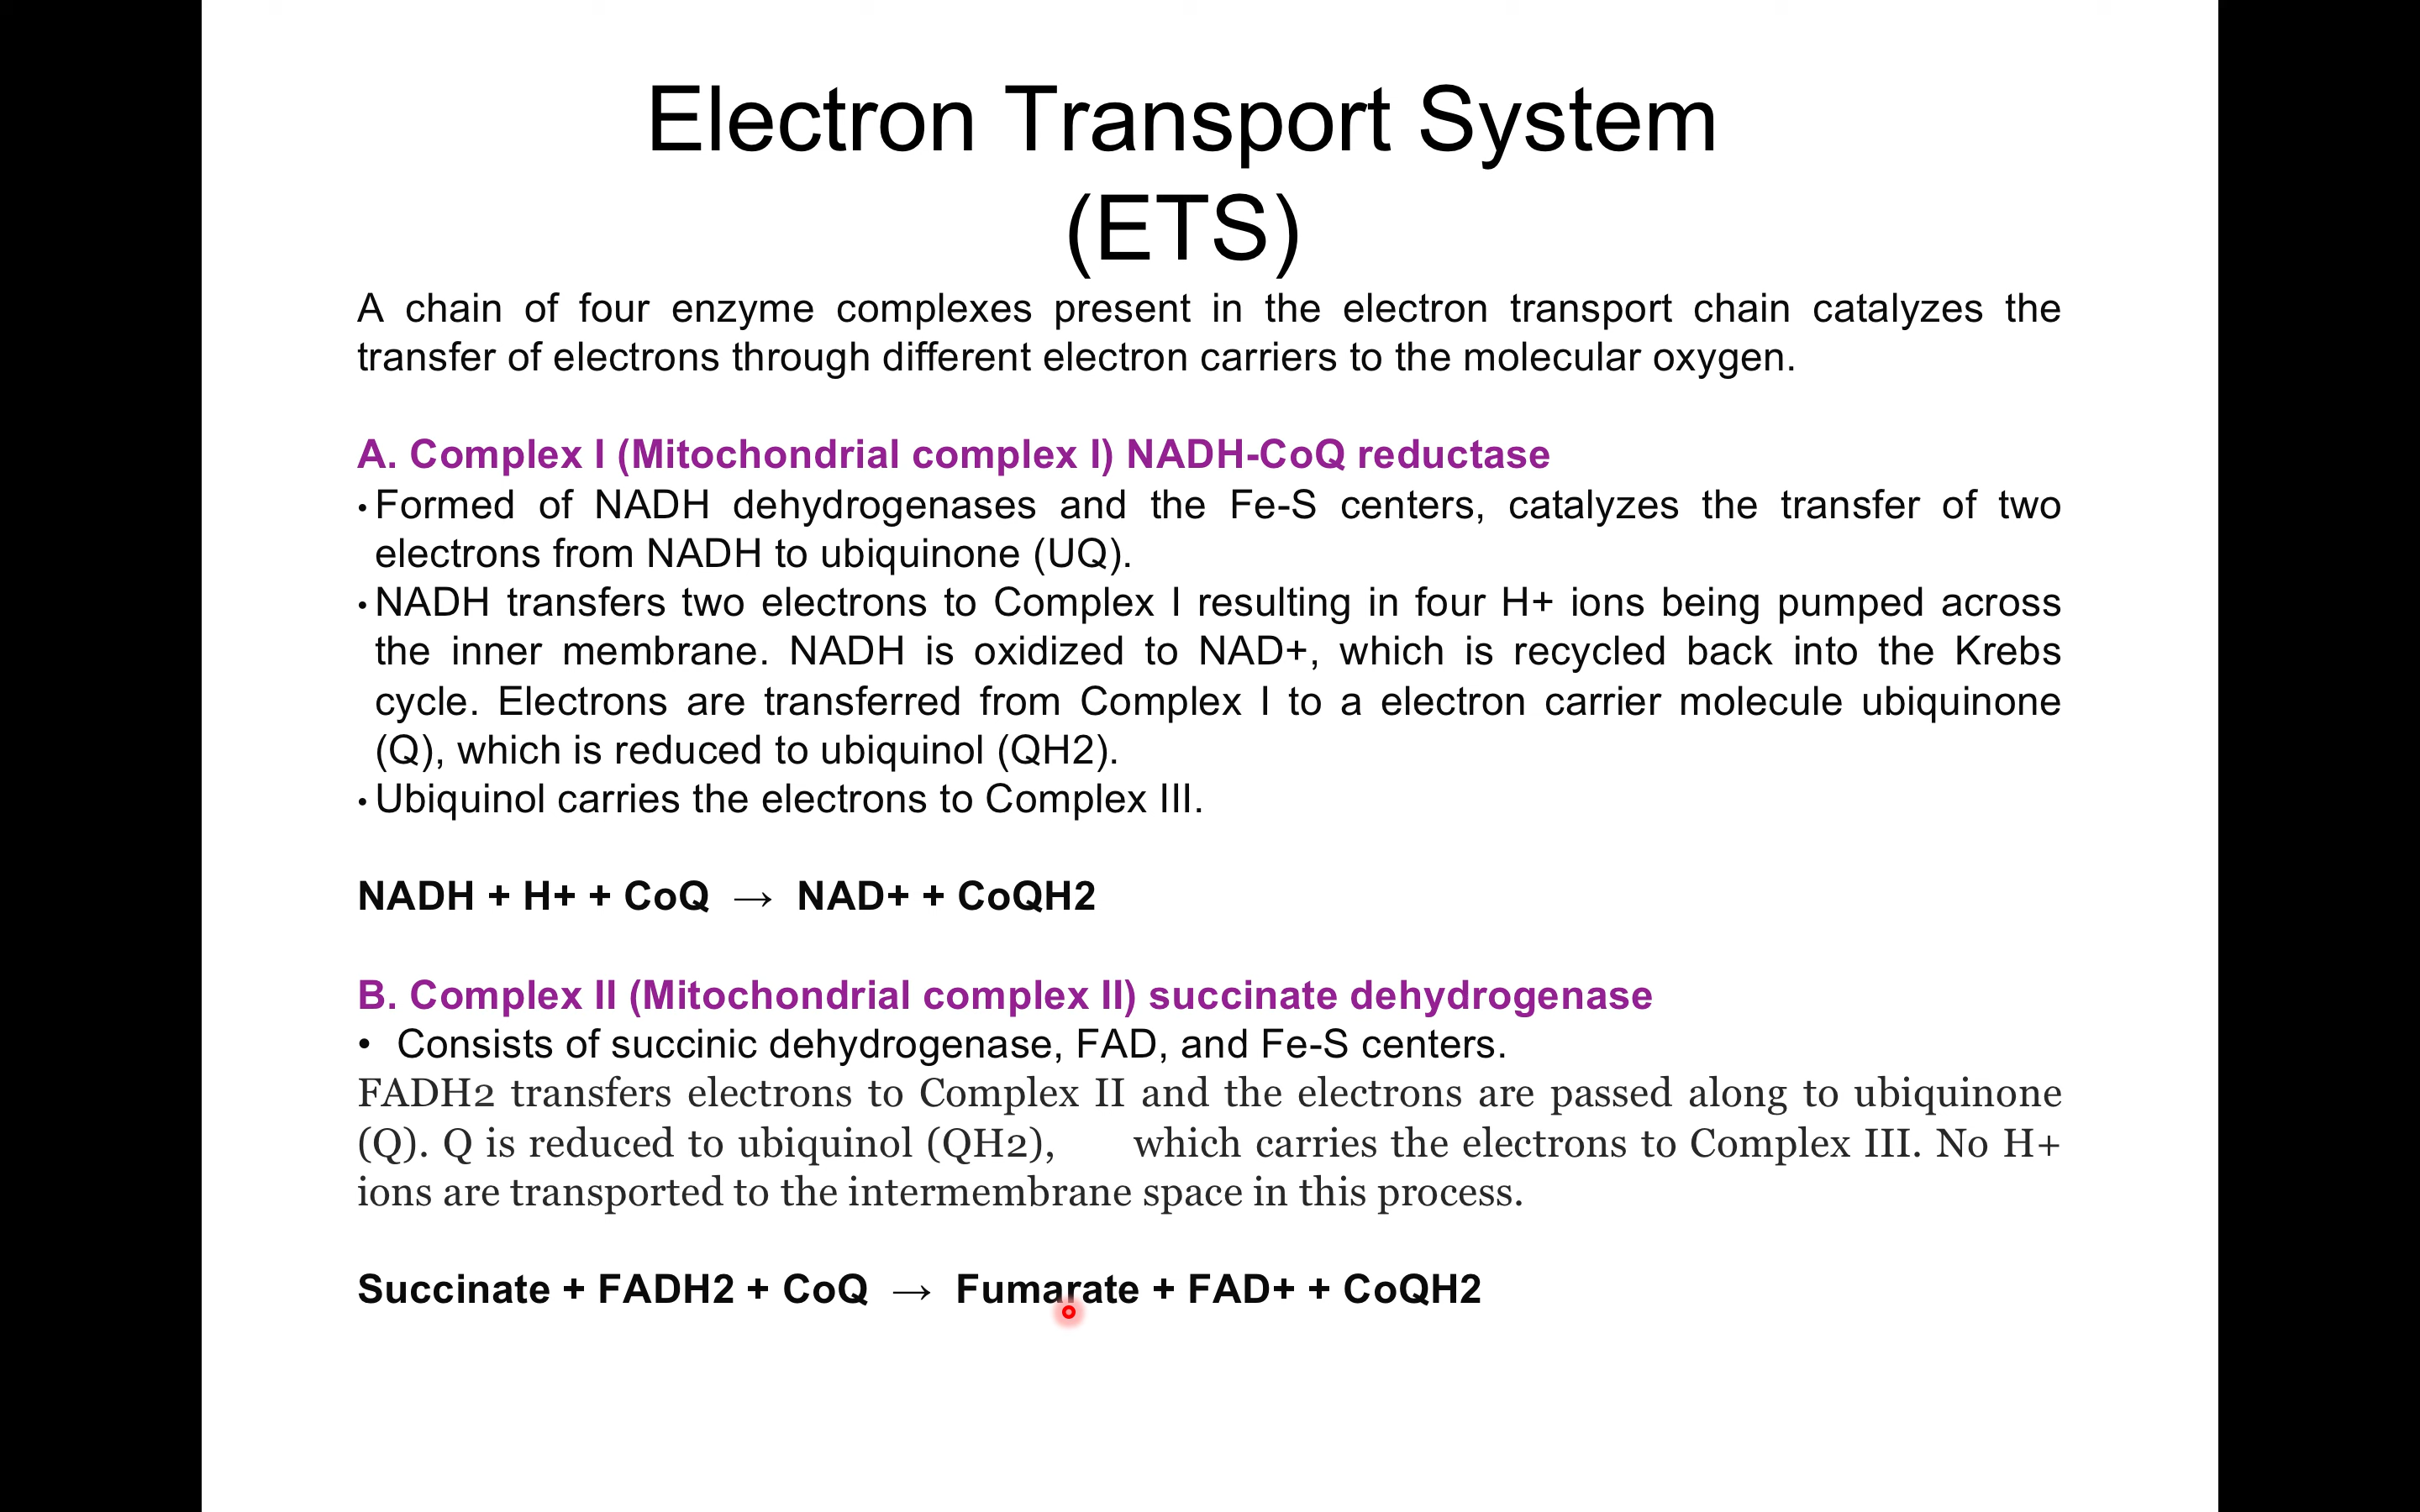 Electron Transport System
(ETS)
A chain of four enzyme complexes present in the electron transport chain catalyzes the
transfer of electrons through different electron carriers to the molecular oxygen.
A. Complex I (Mitochondrial complex I) NADH-CoQ reductase
• Formed of NADH dehydrogenases and the Fe-S centers, catalyzes the transfer of two
electrons from NADH to ubiquinone (UQ).
• NADH transfers two electrons to Complex I resulting in four H+ ions being pumped across
the inner membrane. NADH is oxidized to NAD+, which is recycled back into the Krebs
cycle. Electrons are transferred from Complex I to a electron carrier molecule ubiquinone
(Q), which is reduced to ubiquinol (QH2).
• Ubiquinol carries the electrons to Complex III.
NADH + H+ + CoQ → NAD+ + CoQH2
B. Complex II (Mitochondrial complex II) succinate dehydrogenase
• Consists of succinic dehydrogenase, FAD, and Fe-S centers.
FADH2 transfers electrons to Complex II and the electrons are passed along to ubiquinone
(Q). Q is reduced to ubiquinol (QH2), which carries the electrons to Complex III. No H+
ions are transported to the intermembrane space in this process.
Succinate + FADH2 + CoQ → Fumarate + FAD+ + CoQH2